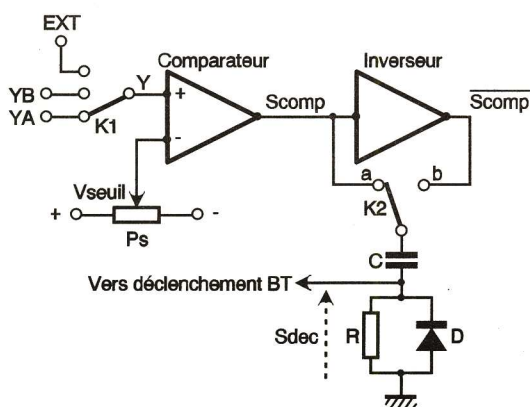 EXT
Comparateur
Inverseur
YB
YA
K1
Y
+
-
Scomp
Scomp
a
b
K2
Vseuil
+
-
Ps
C
Vers déclenchement BT
Sdec
R
D